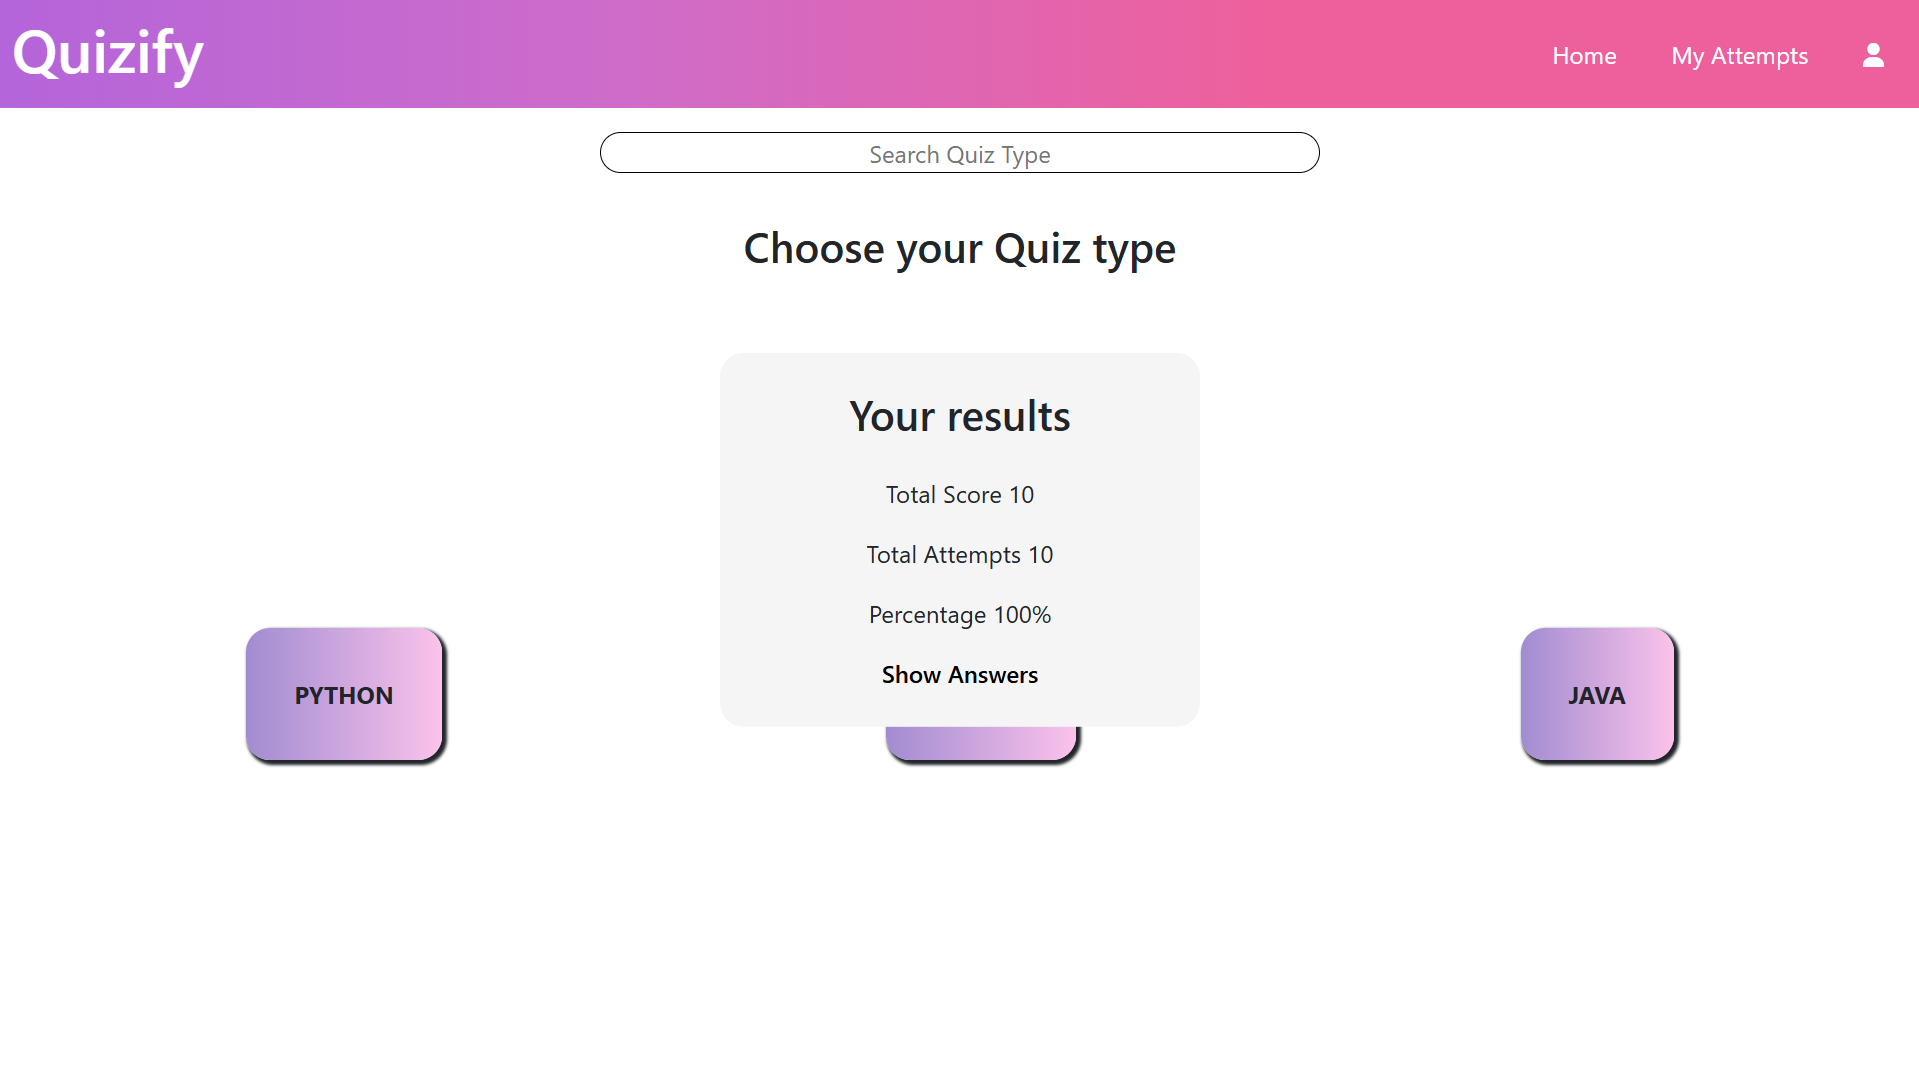 Quizify
Home
My Attempts
Search Quiz Type
Choose your Quiz type
Your results
Total Score 10
Total Attempts 10
Percentage 100%
Show Answers
PYTHON
JAVA